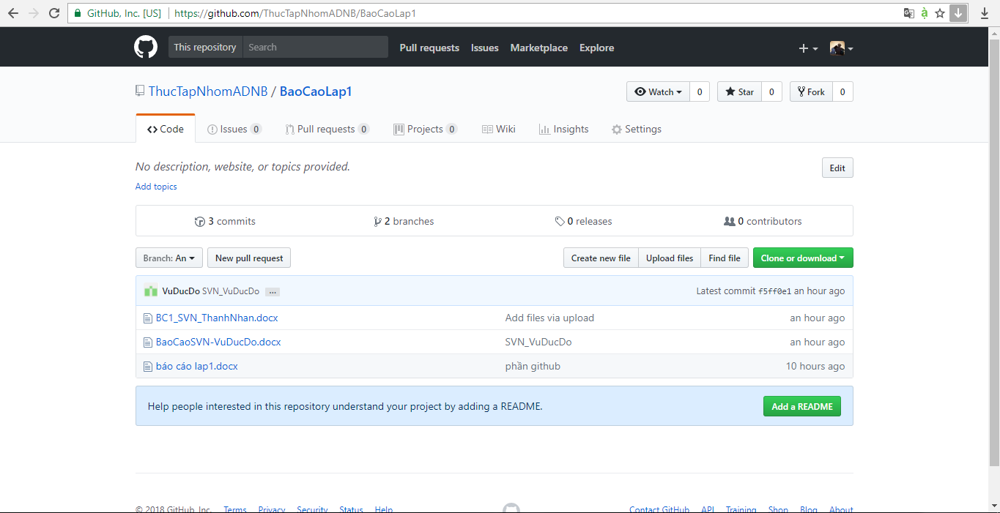 GitHub, Inc. [US] https://github.com/ThucTapNhomADNB/BaoCaoLap1
This repository Search Pull requests Issues Marketplace Explore
ThucTapNhomADNB / BaoCaoLap1 Watch 0 Star 0 Fork 0
Code Issues 0 Pull requests 0 Projects 0 Wiki Insights Settings
No description, website, or topics provided. Edit
Add topics
3 commits 2 branches 0 releases 0 contributors
Branch: An New pull request Create new file Upload files Find file Clone or download
VuDucDo SVN_VuDucDo ... Latest commit f5ff0e1 an hour ago
BC1_SVN_ThanhNhan.docx Add files via upload an hour ago
BaoCaoSVN-VuDucDo.docx SVN_VuDucDo an hour ago
báo cáo lap1.docx phần github 10 hours ago
Help people interested in this repository understand your project by adding a README. Add a README
© 2018 GitHub, Inc. Terms Privacy Security Status Help Contact GitHub API Training Shop Blog About